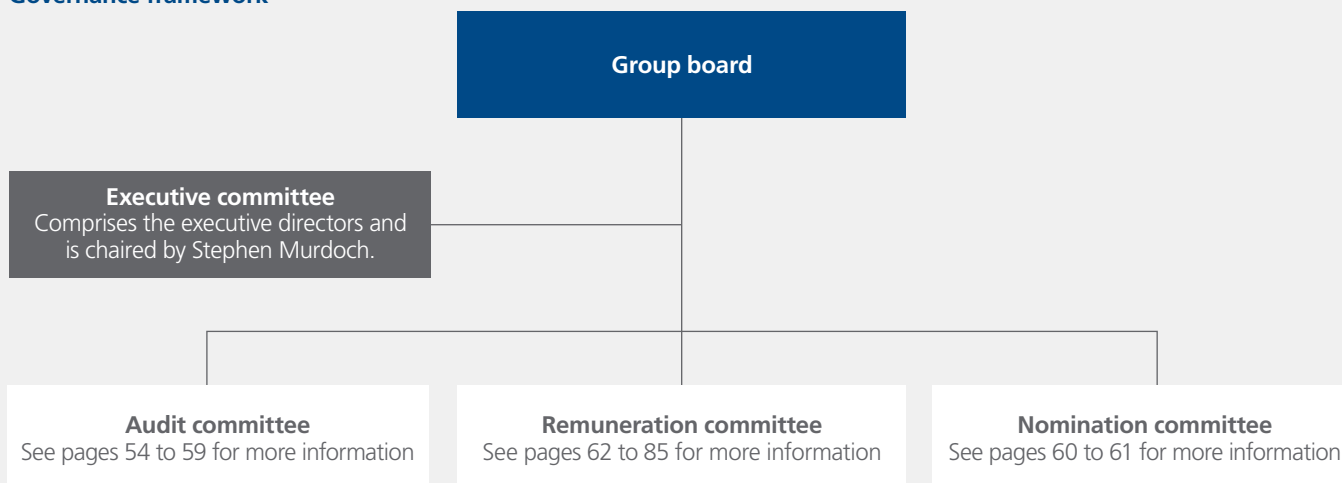 Governance framework
Group board
Executive committee
Comprises the executive directors and
is chaired by Stephen Murdoch.
Audit committee
See pages 54 to 59 for more information
Remuneration committee
See pages 62 to 85 for more information
Nomination committee
See pages 60 to 61 for more information